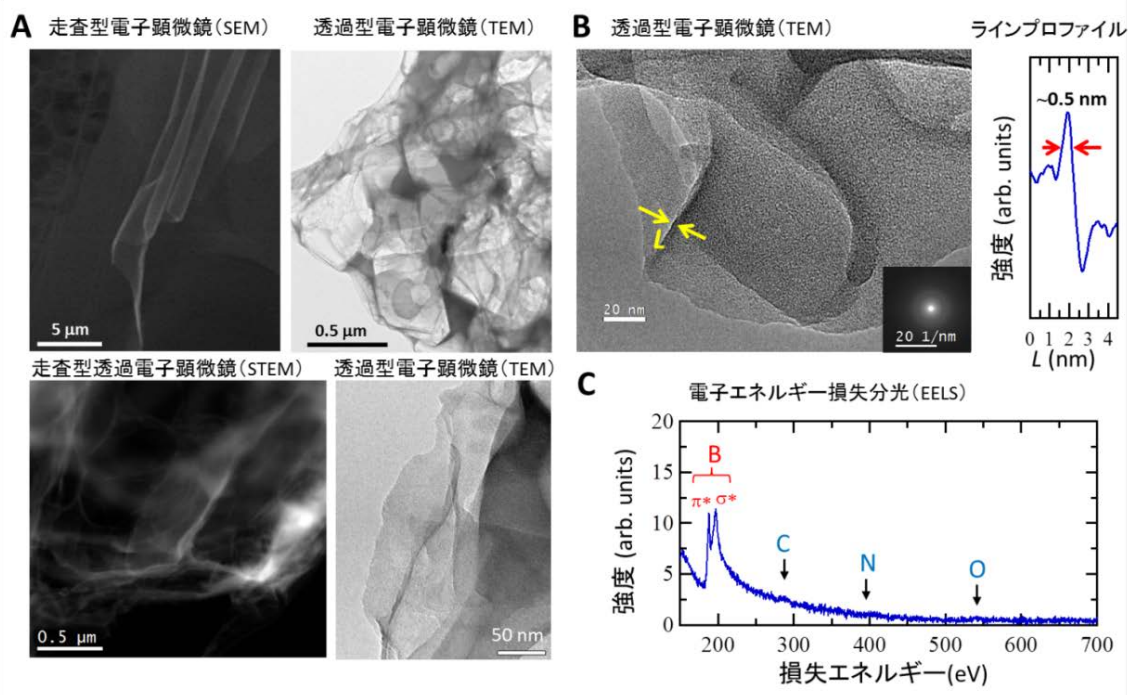 A
走査型電子顕微鏡(SEM)
5 μm
透過型電子顕微鏡(TEM)
0.5 μm
走査型透過電子顕微鏡(STEM)
0.5 μm
透過型電子顕微鏡(TEM)
50 nm
B
透過型電子顕微鏡(TEM)
L
20 nm
20 1/nm
ラインプロファイル
~0.5 nm
強度(arb. units)
0 1 2 3 4
L (nm)
C
電子エネルギー損失分光(EELS)
強度(arb. units)
20
15
10
5
0
B
π* σ*
C
N
O
200 300 400 500 600 700
損失エネルギー(eV)